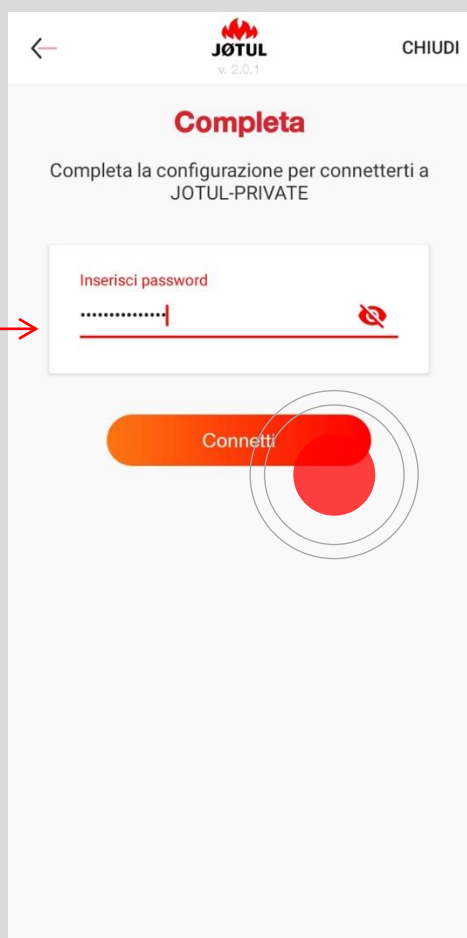 JØTUL
CHIUDI
v. 2.0.1
Completa
Completa la configurazione per connetterti a
JOTUL-PRIVATE
Inserisci password
•••••••••••••••
Connetti